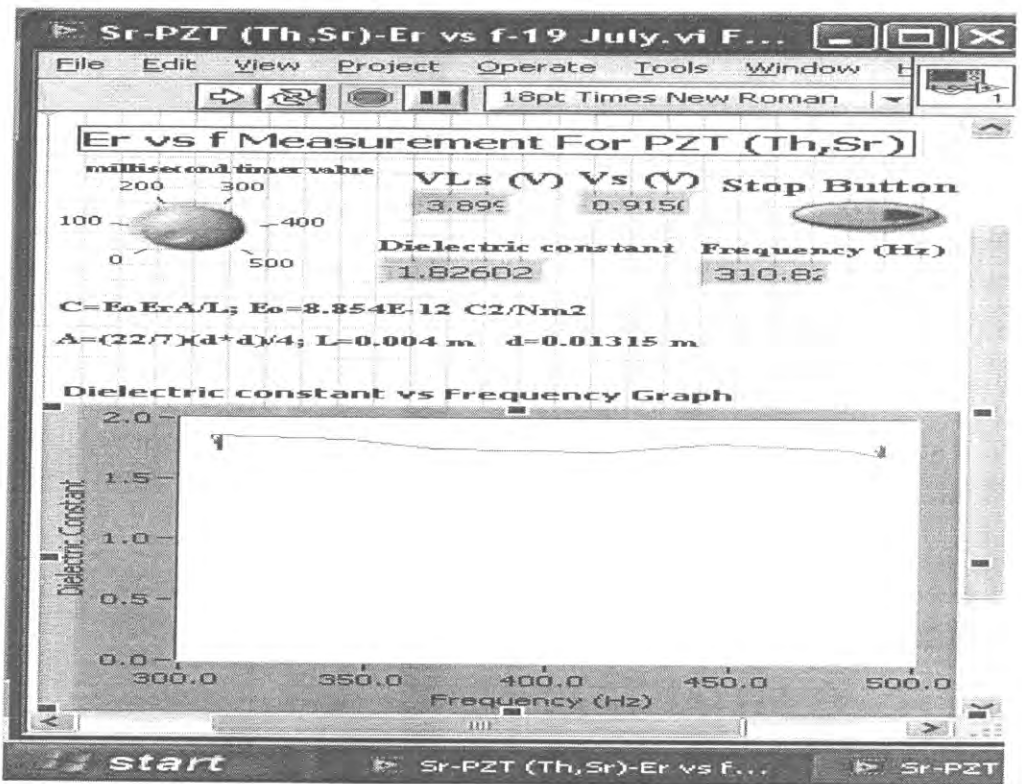 Sr-PZT (Th,Sr)-Er vs f-19 July.vi F...
File Edit View Project Operate Tools Window H
18pt Times New Roman
1
Er vs f Measurement For PZT (Th,Sr)
millisecond timer value
0 100 200 300 400 500
VLs (V) Vs (V) Stop Button
3.899 0.9156
Dielectric constant Frequency (Hz)
1.82602 310.82
C=EoErA/L; Eo=8.854E-12 C2/Nm2
A=(22/7)(d*d)/4; L=0.004 m d=0.01315 m
Dielectric constant vs Frequency Graph
Dielectric Constant
2.0
1.5
1.0
0.5
0.0
300.0 350.0 400.0 450.0 500.0
Frequency (Hz)
start Sr-PZT (Th,Sr)-Er vs f... Sr-PZT